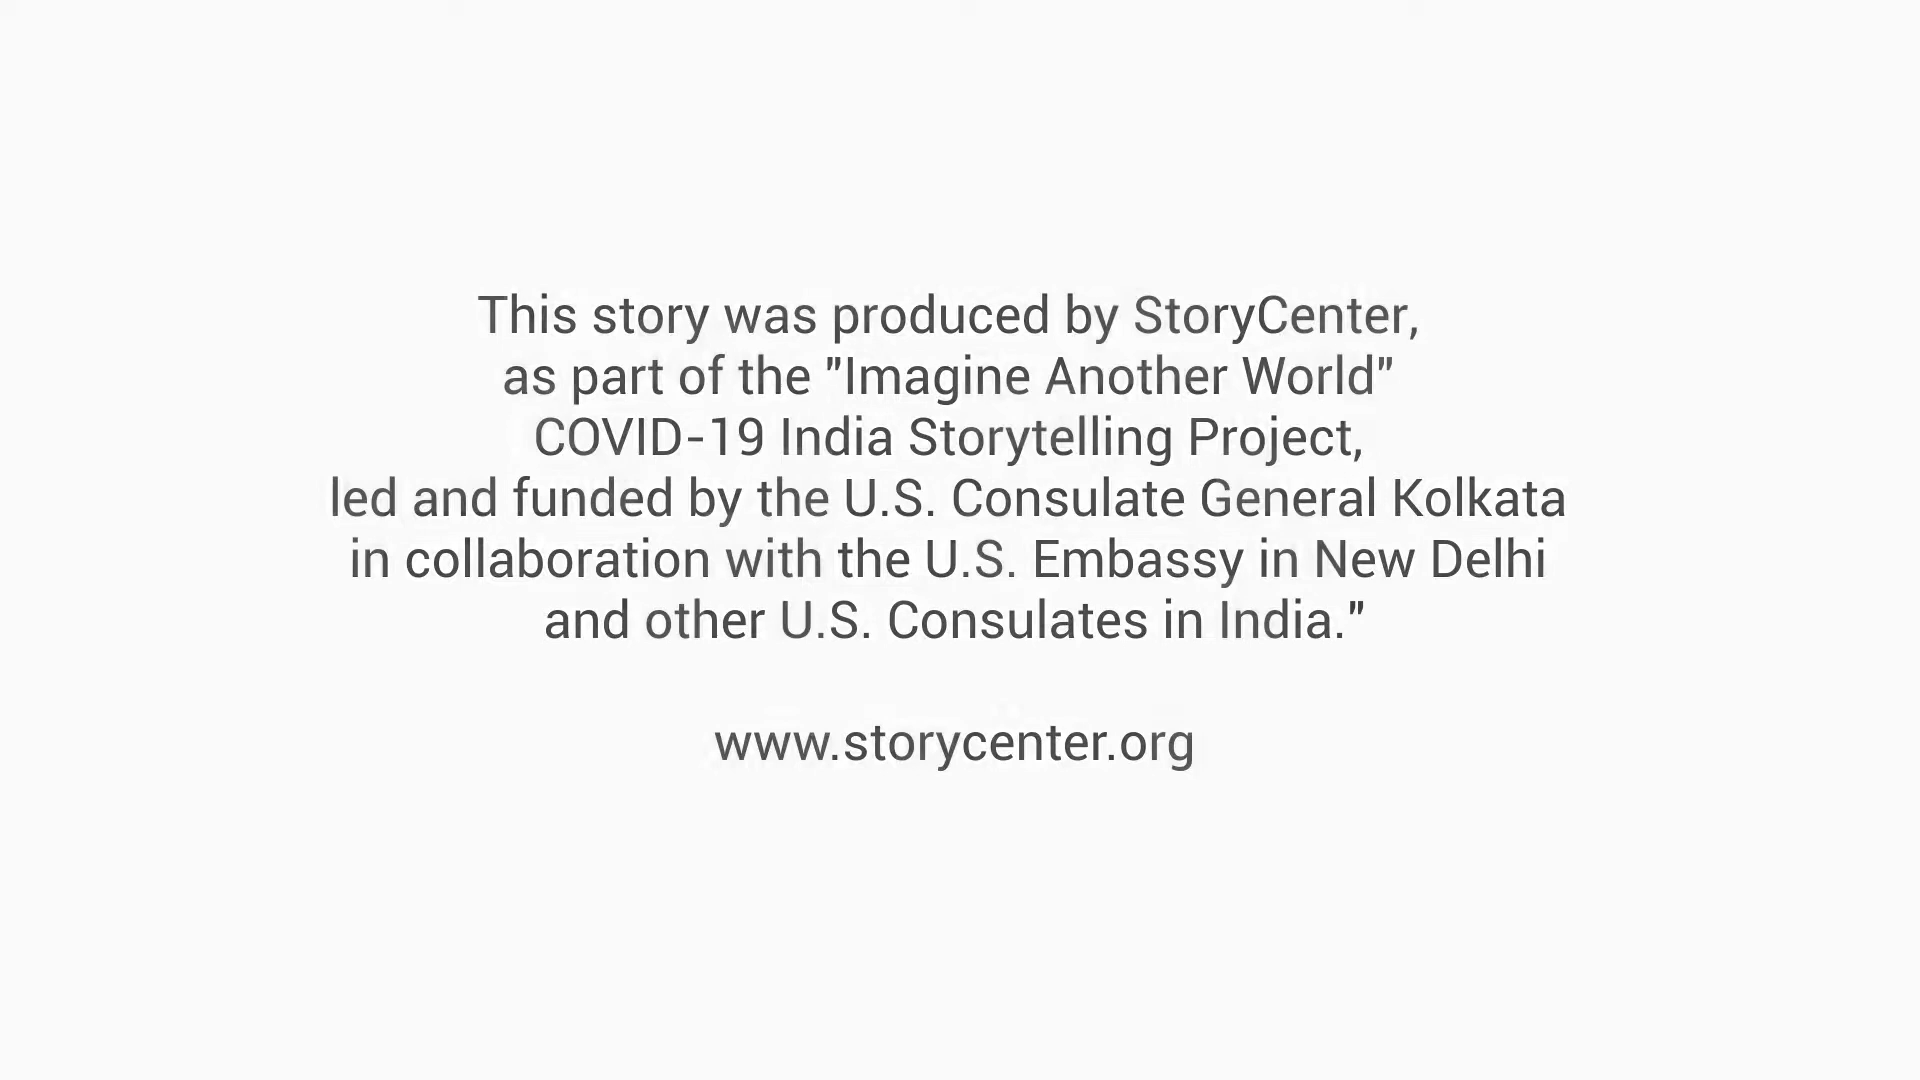 This story was produced by StoryCenter,
as part of the "Imagine Another World"
COVID-19 India Storytelling Project,
led and funded by the U.S. Consulate General Kolkata
in collaboration with the U.S. Embassy in New Delhi
and other U.S. Consulates in India."
www.storycenter.org